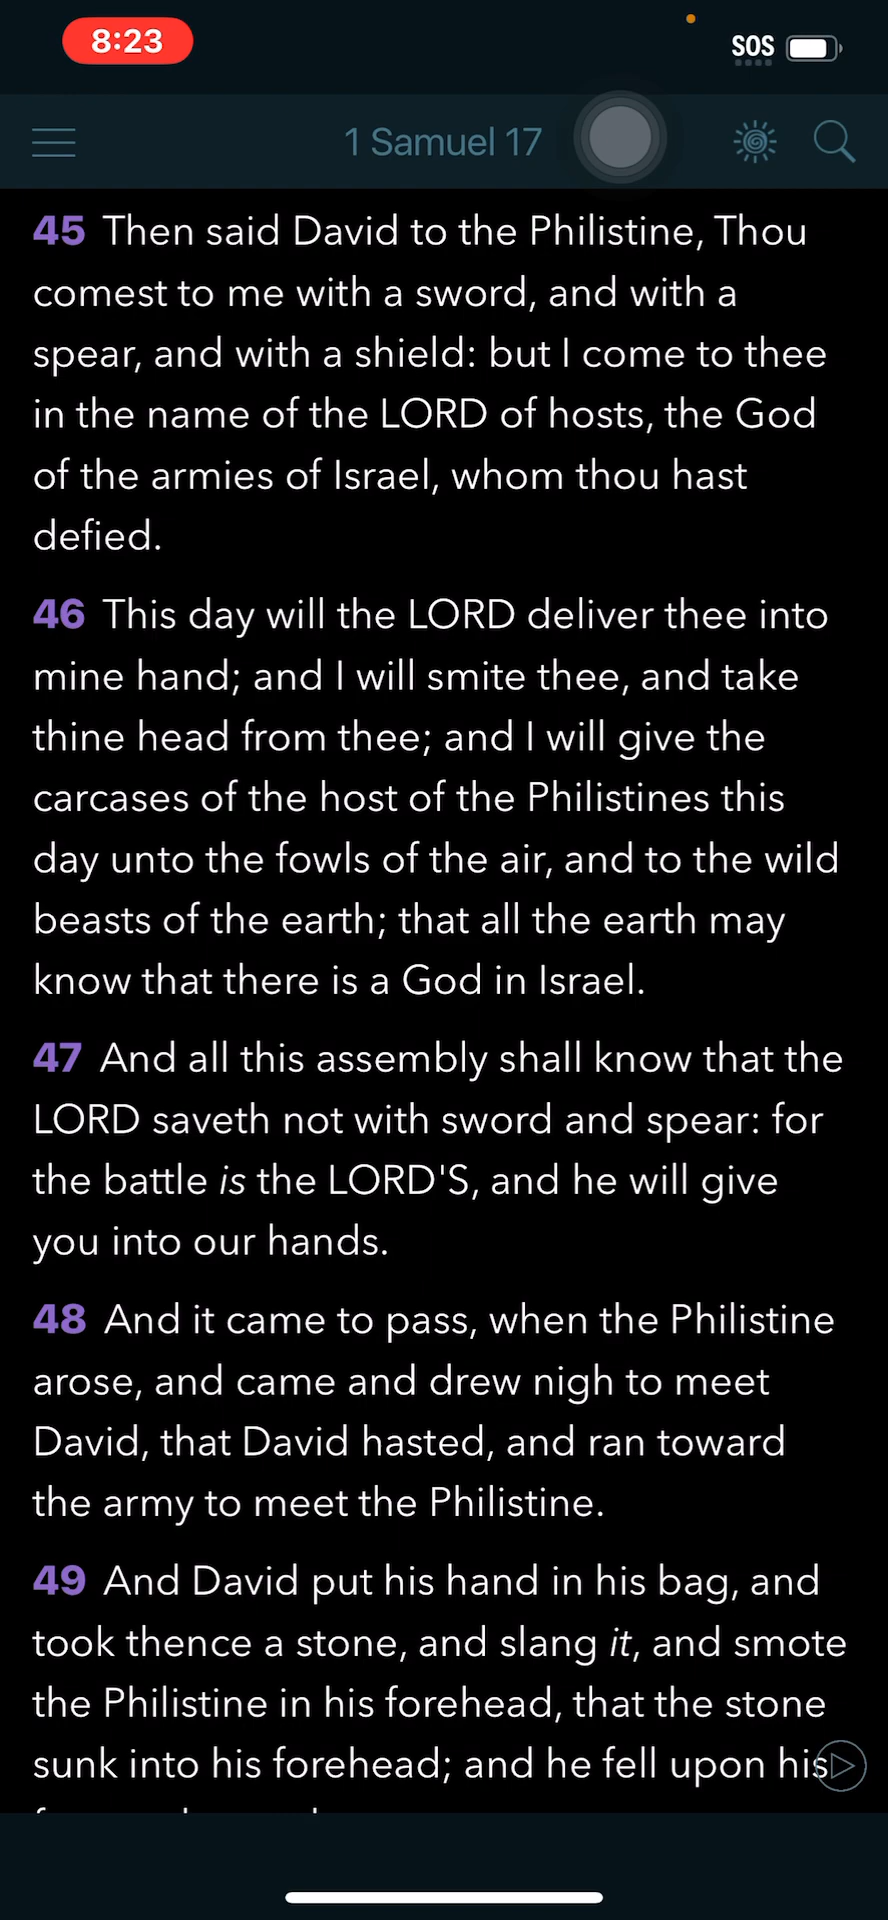 8:23
SOS
1 Samuel 17
45 Then said David to the Philistine, Thou
comest to me with a sword, and with a
spear, and with a shield: but I come to thee
in the name of the LORD of hosts, the God
of the armies of Israel, whom thou hast
defied.
46 This day will the LORD deliver thee into
mine hand; and I will smite thee, and take
thine head from thee; and I will give the
carcases of the host of the Philistines this
day unto the fowls of the air, and to the wild
beasts of the earth; that all the earth may
know that there is a God in Israel.
47 And all this assembly shall know that the
LORD saveth not with sword and spear: for
the battle is the LORD'S, and he will give
you into our hands.
48 And it came to pass, when the Philistine
arose, and came and drew nigh to meet
David, that David hasted, and ran toward
the army to meet the Philistine.
49 And David put his hand in his bag, and
took thence a stone, and slang it, and smote
the Philistine in his forehead, that the stone
sunk into his forehead; and he fell upon his